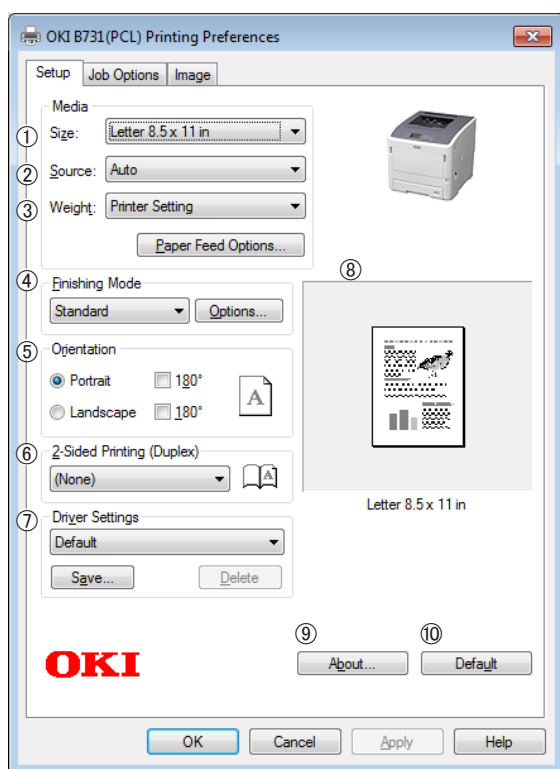 OKI B731(PCL) Printing Preferences
Setup Job Options Image
Media
① Size: Letter 8.5 x 11 in
② Source: Auto
③ Weight: Printer Setting
Paper Feed Options...
⑧
④ Finishing Mode
Standard Options...
⑤ Orientation
Portrait 180°
A
Landscape 180°
⑥ 2-Sided Printing (Duplex)
(None) A
Letter 8.5 x 11 in
⑦ Driver Settings
Default
Save... Delete
⑨ ⑩
OKI About... Default
OK Cancel Apply Help